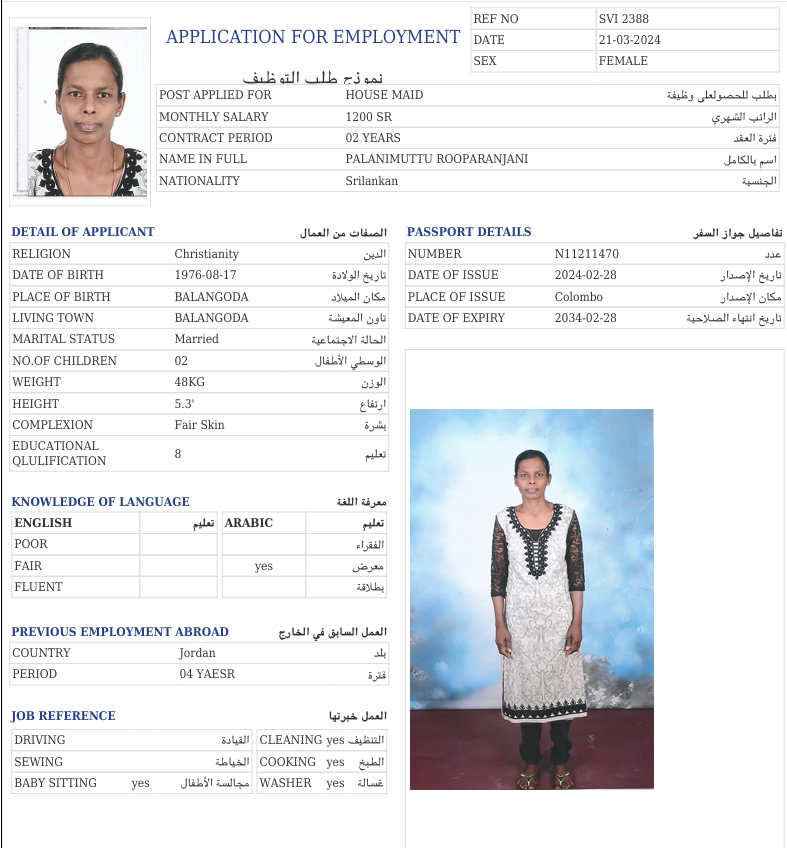 APPLICATION FOR EMPLOYMENT
نموذج طلب التوظيف
REF NO SVI 2388
DATE 21-03-2024
SEX FEMALE
POST APPLIED FOR HOUSE MAID بطلب للحصولعلى وظيفة
MONTHLY SALARY 1200 SR الراتب الشهري
CONTRACT PERIOD 02 YEARS فترة العقد
NAME IN FULL PALANIMUTTU ROOPARANJANI اسم بالكامل
NATIONALITY Srilankan الجنسية
DETAIL OF APPLICANT الصفات من العمال
RELIGION Christianity الدين
DATE OF BIRTH 1976-08-17 تاريخ الولادة
PLACE OF BIRTH BALANGODA مكان الميلاد
LIVING TOWN BALANGODA تاون المعيشة
MARITAL STATUS Married الحالة الاجتماعية
NO.OF CHILDREN 02 الوسطي الأطفال
WEIGHT 48KG الوزن
HEIGHT 5.3' ارتفاع
COMPLEXION Fair Skin بشرة
EDUCATIONAL
QLULIFICATION 8 تعليم
PASSPORT DETAILS تفاصيل جواز السفر
NUMBER N11211470 عدد
DATE OF ISSUE 2024-02-28 تاريخ الإصدار
PLACE OF ISSUE Colombo مكان الإصدار
DATE OF EXPIRY 2034-02-28 تاريخ انتهاء الصلاحية
KNOWLEDGE OF LANGUAGE معرفة اللغة
ENGLISH تعليم ARABIC تعليم
POOR الفقراء
FAIR yes معرض
FLUENT بطلاقة
PREVIOUS EMPLOYMENT ABROAD العمل السابق في الخارج
COUNTRY Jordan بلد
PERIOD 04 YAESR فترة
JOB REFERENCE العمل خبرتها
DRIVING القيادة CLEANING yes التنظيف
SEWING الخياطة COOKING yes الطبخ
BABY SITTING yes مجالسة الأطفال WASHER yes غسالة